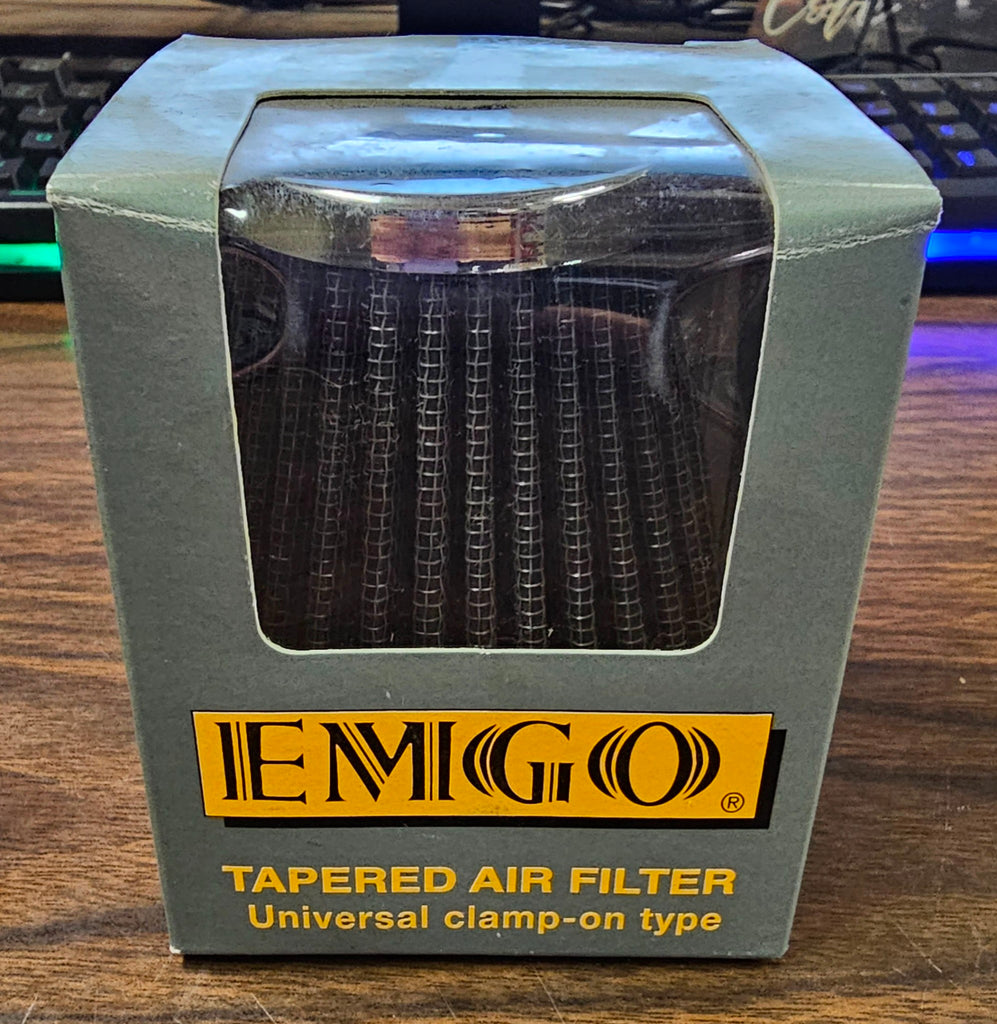 EMGO ®
TAPERED AIR FILTER
Universal clamp-on type